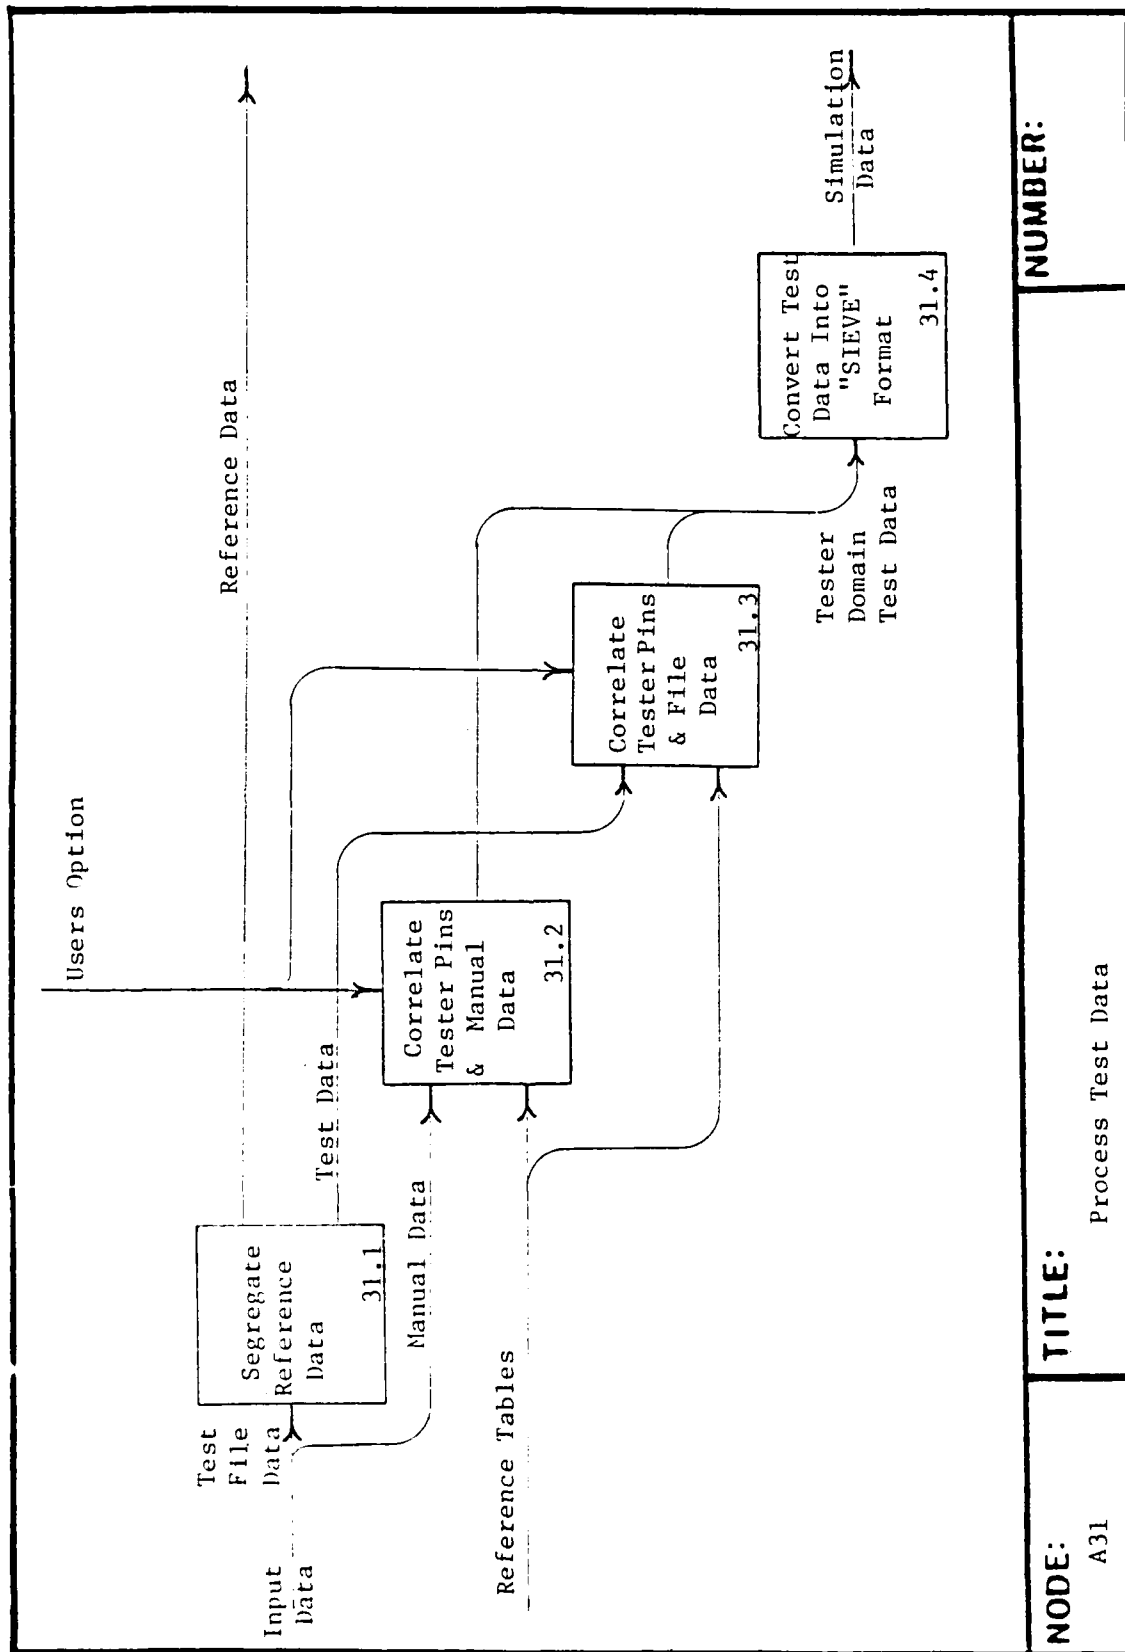 Users Option
Reference Data
Input
Data
Test
File
Data
Segregate
Reference
Data
31.1
Test Data
Manual Data
Reference Tables
Correlate
Tester Pins
& Manual
Data
31.2
Correlate
Tester Pins
& File
Data
31.3
Tester
Domain
Test Data
Convert Test
Data Into
"SIEVE"
Format
31.4
Simulation
Data
NODE:
A31
TITLE:
Process Test Data
NUMBER: